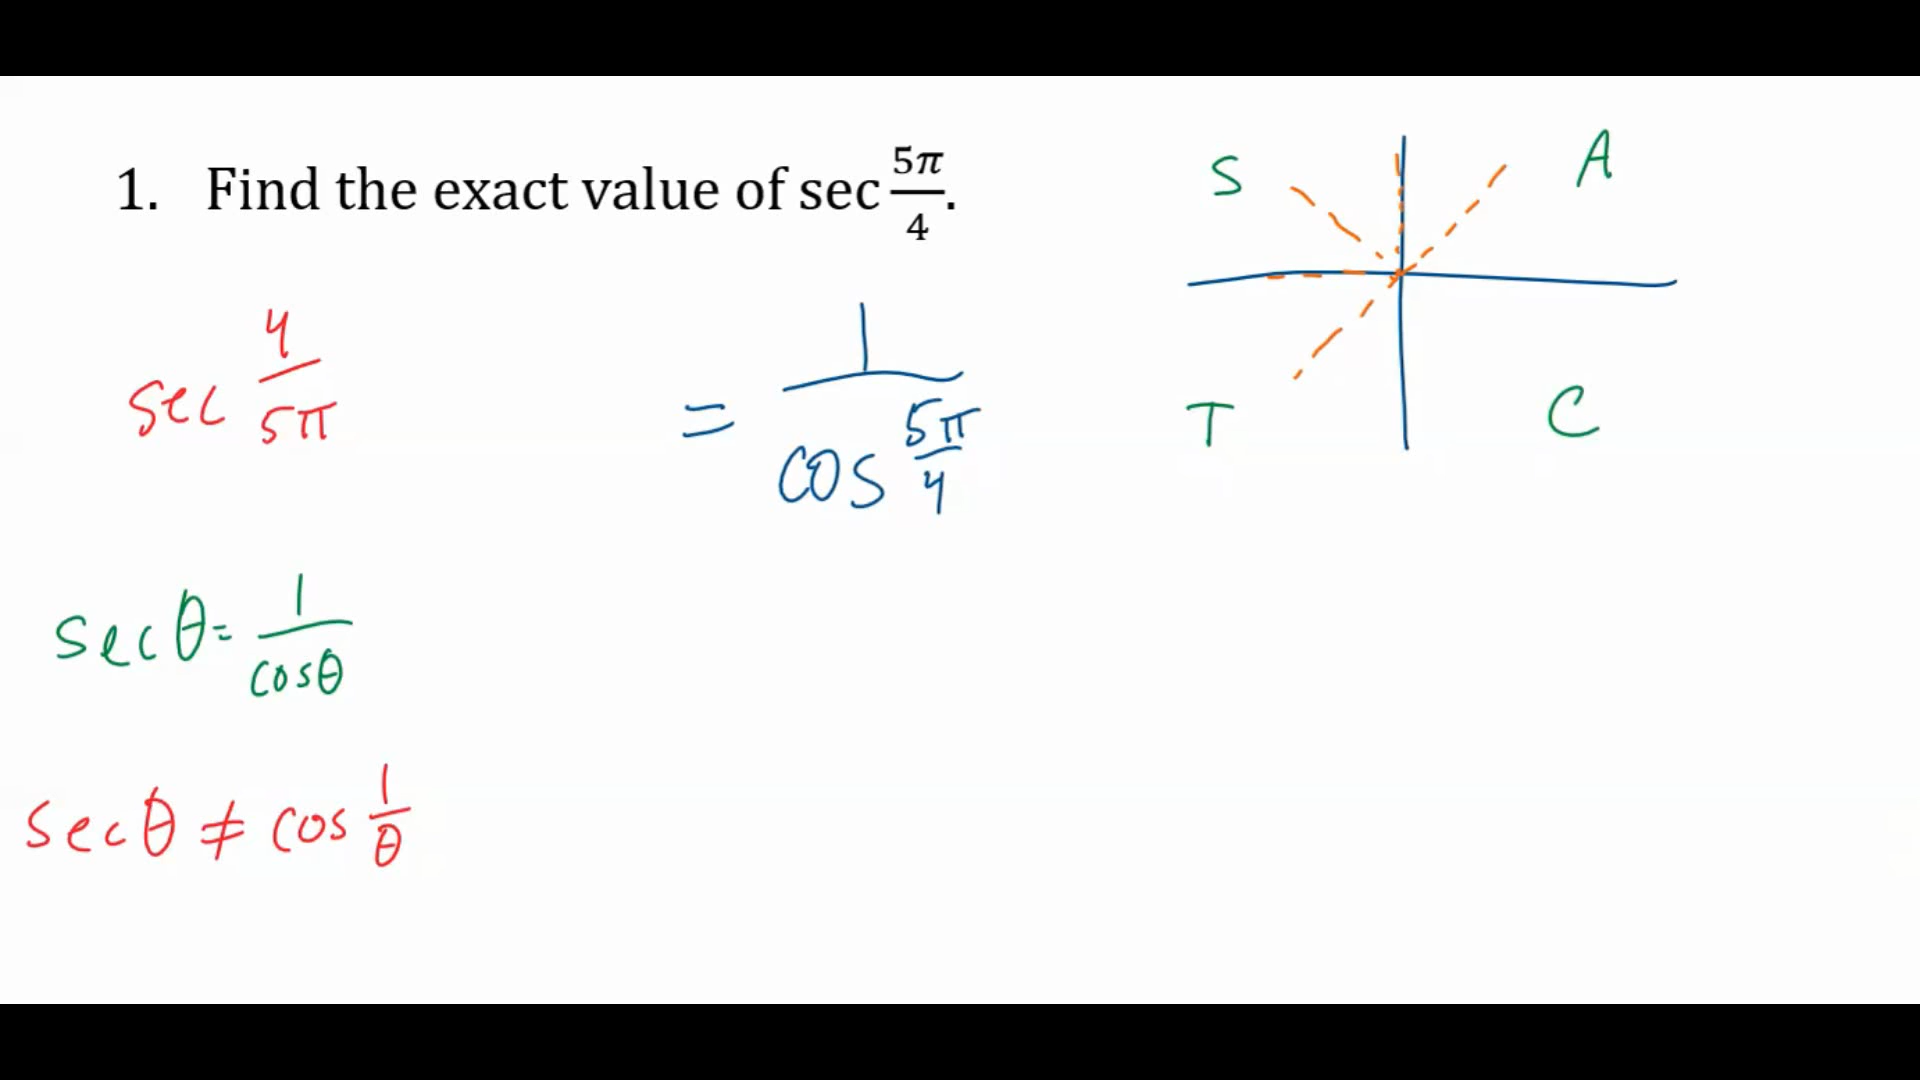 1. Find the exact value of sec 5π/4.
sec 4/5π
= 1/cos 5π/4
S A
T C
sec θ = 1/cos θ
sec θ ≠ cos 1/θ